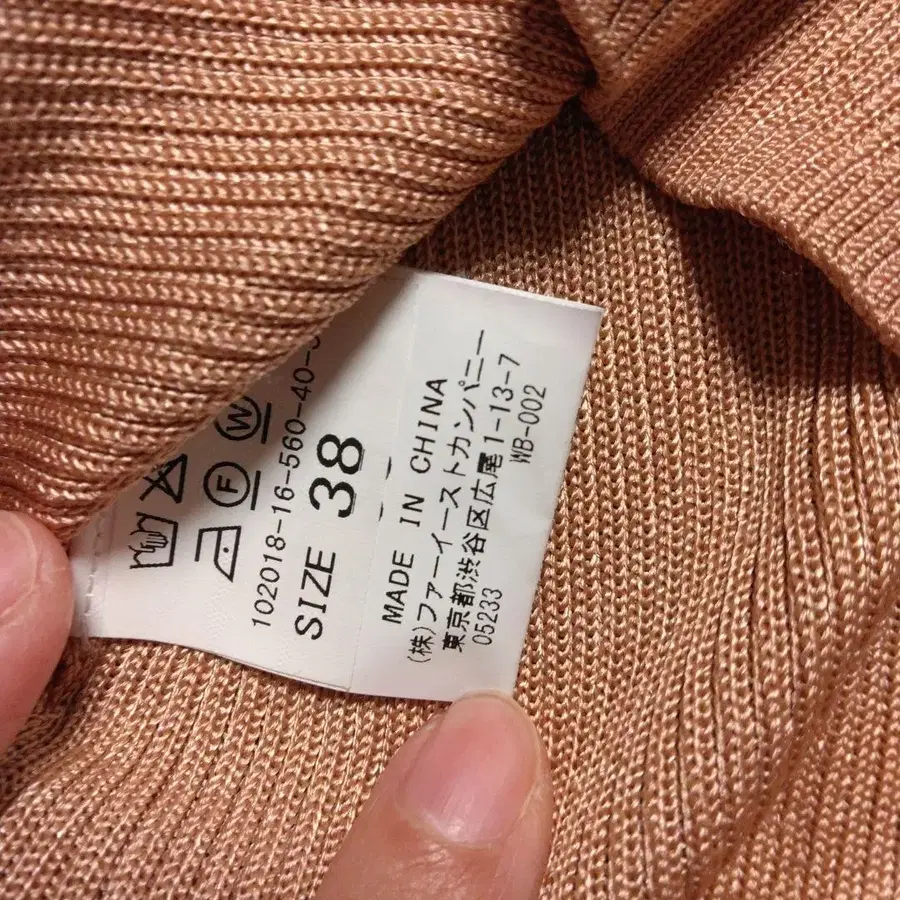 W
F
102018-16-560-40-
SIZE 38
MADE IN CHINA
(株)ファーイーストカンパニー
東京都渋谷区広尾1-13-7
05233 WB-002